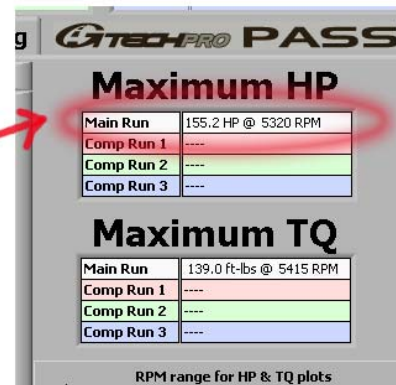 g GTECHPRO PASS
Maximum HP
Main Run 155.2 HP @ 5320 RPM
Comp Run 1 ----
Comp Run 2 ----
Comp Run 3 ----
Maximum TQ
Main Run 139.0 ft-lbs @ 5415 RPM
Comp Run 1 ----
Comp Run 2 ----
Comp Run 3 ----
RPM range for HP & TQ plots